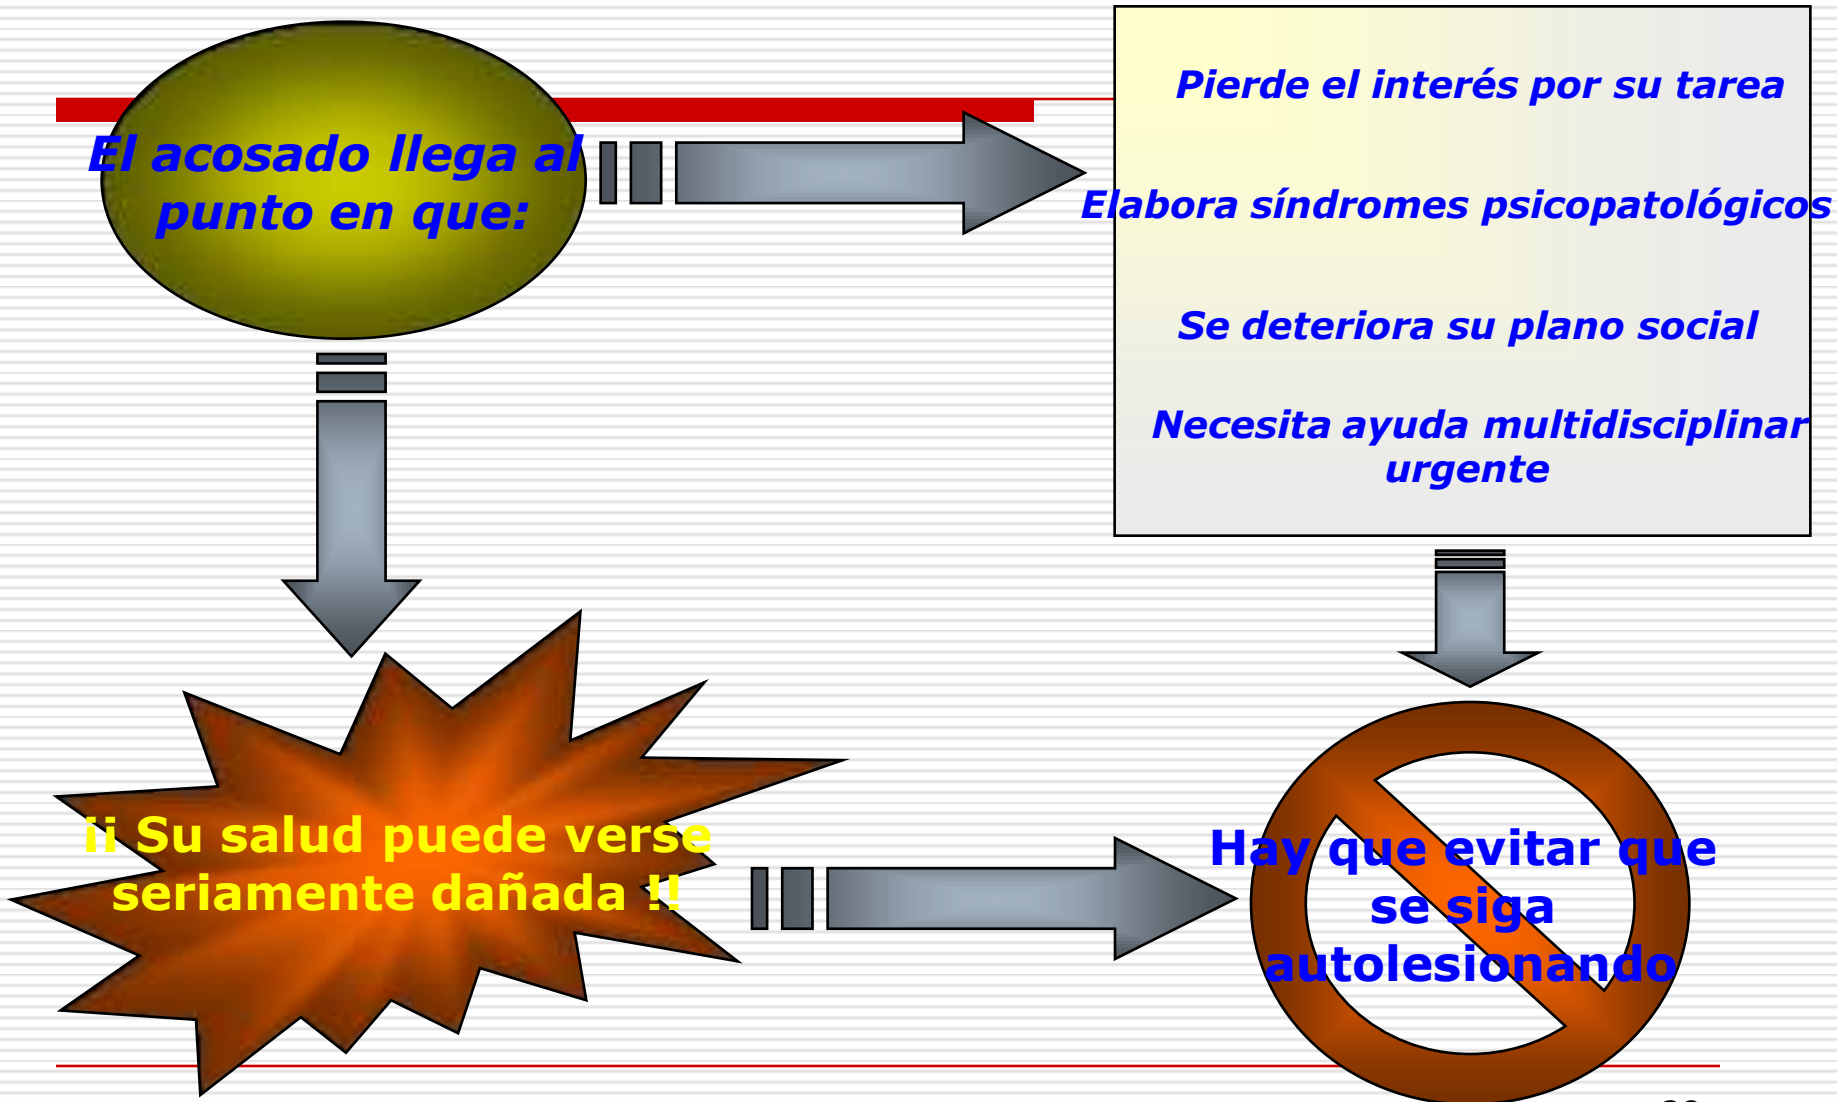 El acosado llega al
punto en que:
Pierde el interés por su tarea
Elabora síndromes psicopatológicos
Se deteriora su plano social
Necesita ayuda multidisciplinar
urgente
¡¡ Su salud puede verse
seriamente dañada !!
Hay que evitar que
se siga
autolesionando